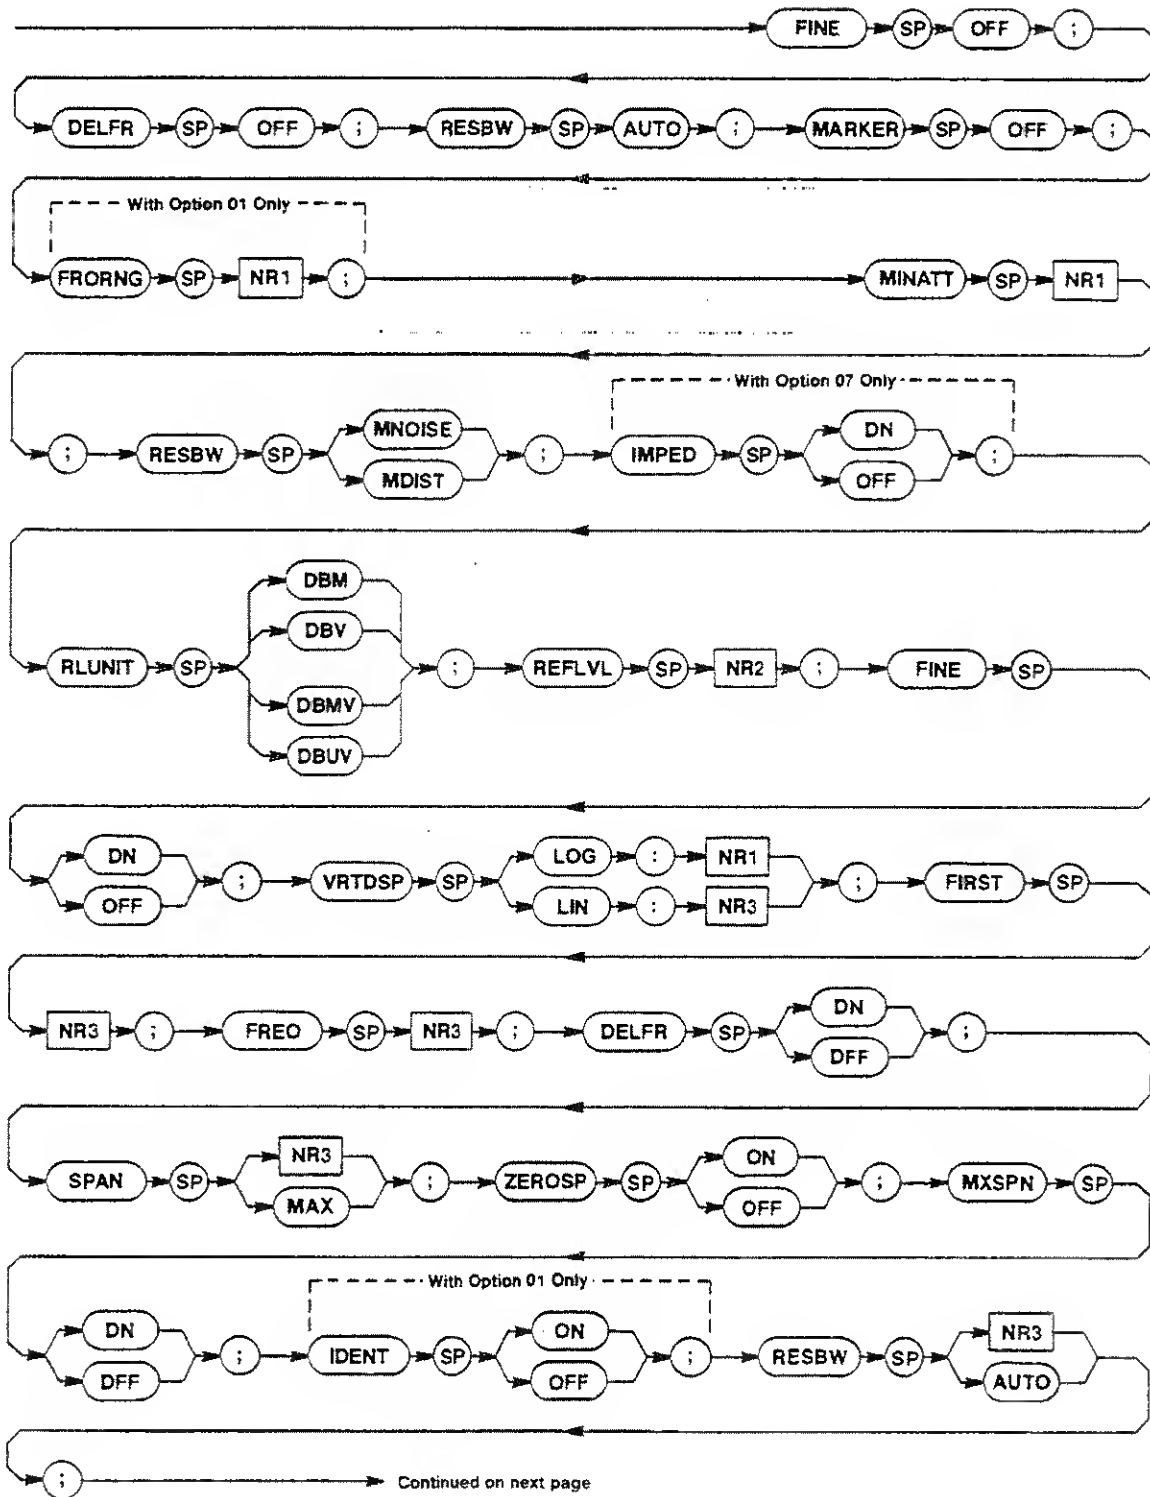 FINE SP OFF ;
DELFR SP OFF ; RESBW SP AUTO ; MARKER SP OFF ;
With Option 01 Only
FRORNG SP NR1 ; MINATT SP NR1
With Option 07 Only
; RESBW SP MNOISE MDIST ; IMPED SP DN OFF ;
RLUNIT SP DBM DBV DBMV DBUV ; REFLVL SP NR2 ; FINE SP
DN OFF ; VRTDSP SP LOG : NR1 LIN : NR3 ; FIRST SP
NR3 ; FREO SP NR3 ; DELFR SP DN DFF ;
SPAN SP NR3 MAX ; ZEROSP SP ON OFF ; MXSPN SP
With Option 01 Only
DN DFF ; IDENT SP ON OFF ; RESBW SP NR3 AUTO
; Continued on next page